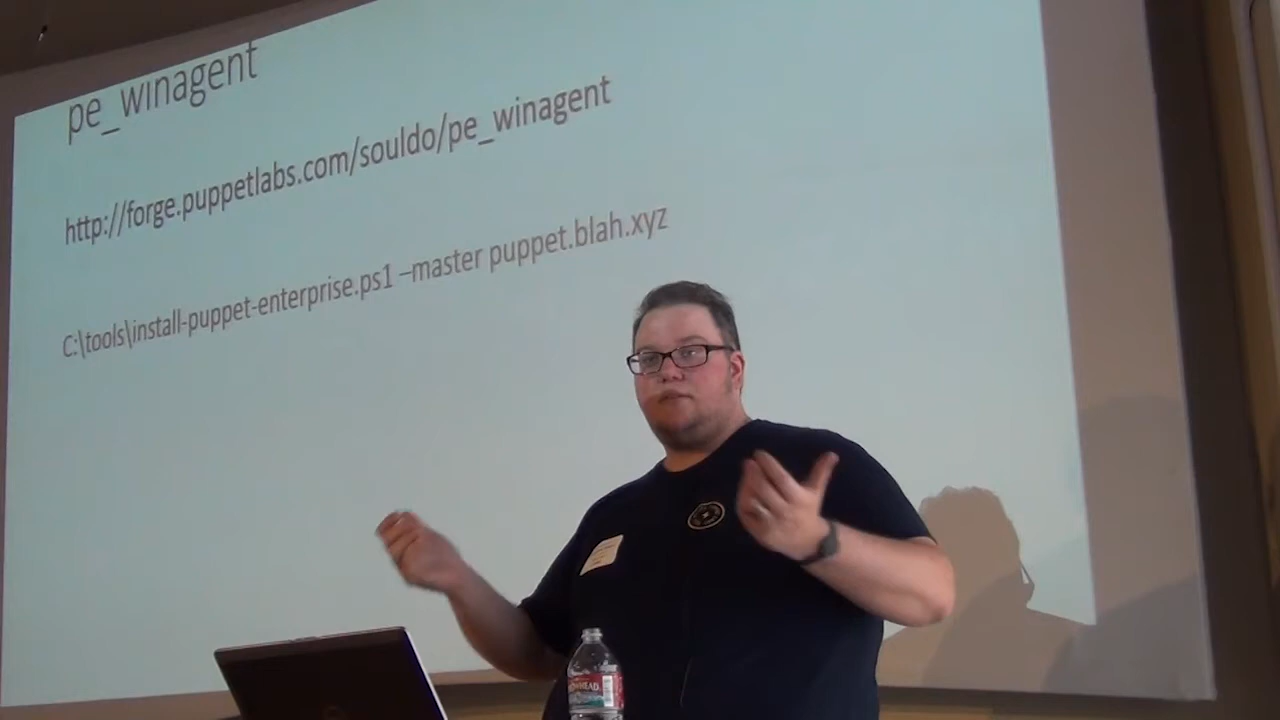 pe_winagent
http://forge.puppetlabs.com/souldo/pe_winagent
C:\tools\install-puppet-enterprise.ps1 –master puppet.blah.xyz